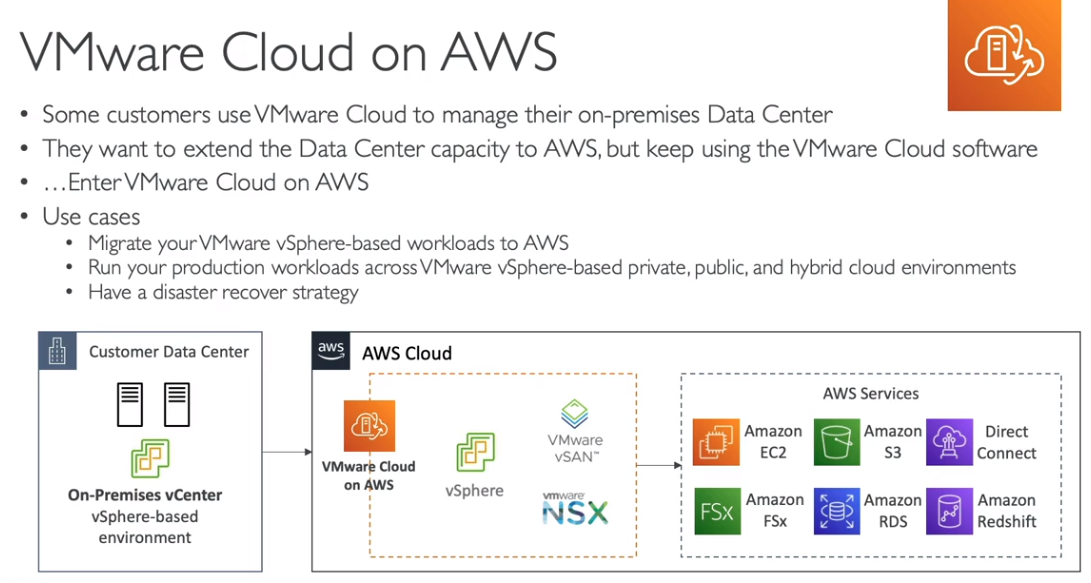 VMware Cloud on AWS
• Some customers use VMware Cloud to manage their on-premises Data Center
• They want to extend the Data Center capacity to AWS, but keep using the VMware Cloud software
• …Enter VMware Cloud on AWS
• Use cases
• Migrate your VMware vSphere-based workloads to AWS
• Run your production workloads across VMware vSphere-based private, public, and hybrid cloud environments
• Have a disaster recover strategy
Customer Data Center
On-Premises vCenter
vSphere-based
environment
aws
AWS Cloud
VMware Cloud
on AWS
vSphere
VMware
vSAN™
vmware
NSX
AWS Services
Amazon
EC2
Amazon
S3
Direct
Connect
FSx
Amazon
FSx
Amazon
RDS
Amazon
Redshift